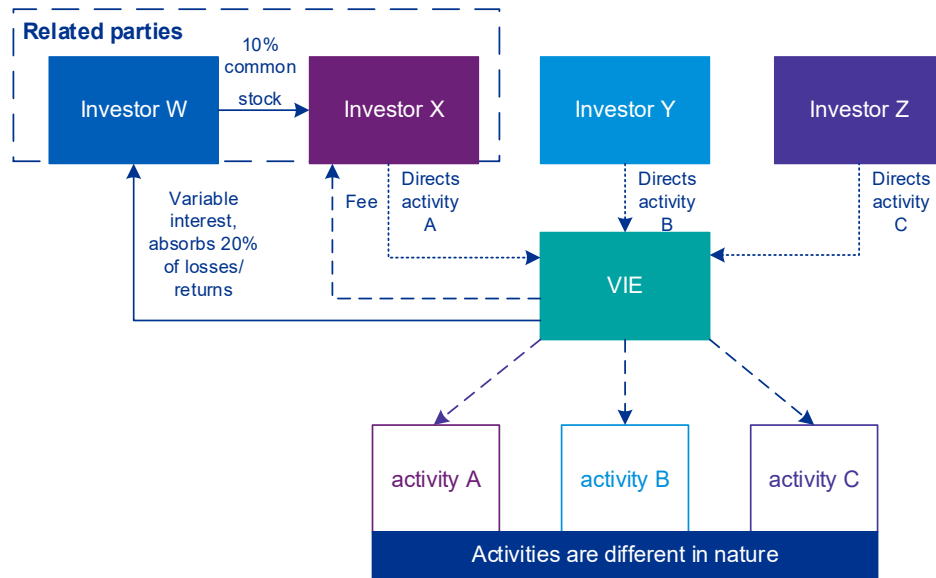 Related parties
10%
common
stock
Investor W
Investor X
Investor Y
Investor Z
Variable
interest,
absorbs 20%
of losses/
returns
Fee
Directs
activity
A
Directs
activity
B
Directs
activity
C
VIE
activity A
activity B
activity C
Activities are different in nature